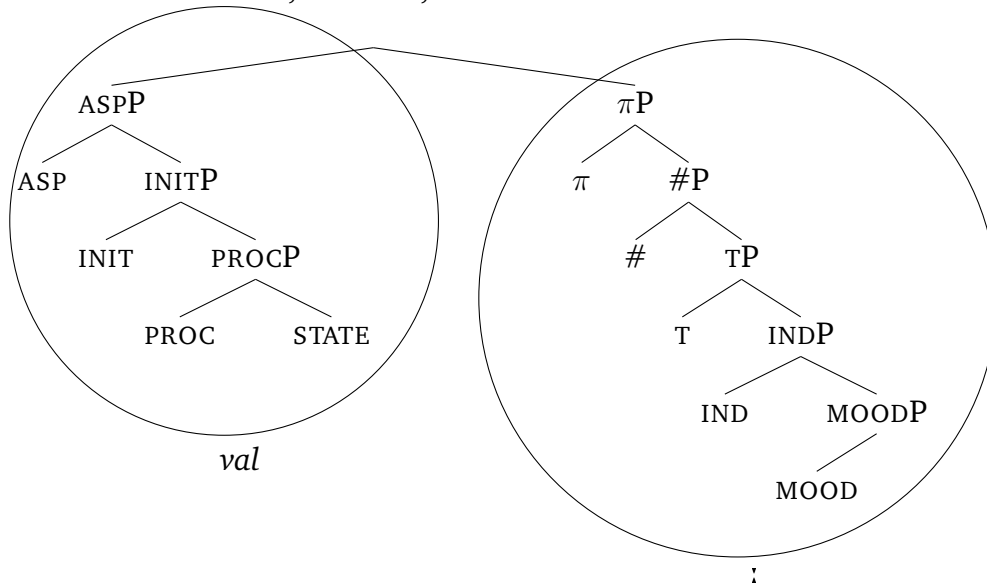 ASPP πP
ASP INITP π #P
INIT PROCP # TP
PROC STATE T INDP
IND MOODP
val
MOOD